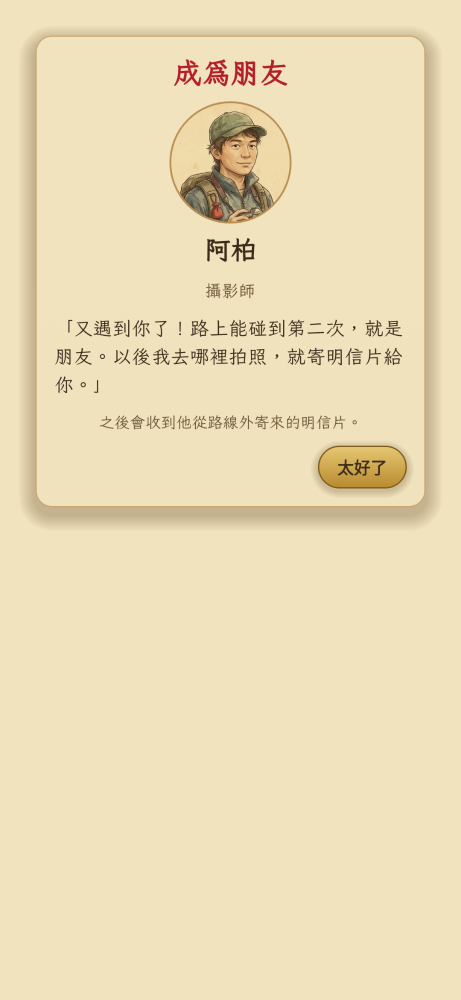 成為朋友
阿柏
攝影師
「又遇到你了！路上能碰到第二次，就是
朋友。以後我去哪裡拍照，就寄明信片給
你。」
之後會收到他從路線外寄來的明信片。
太好了